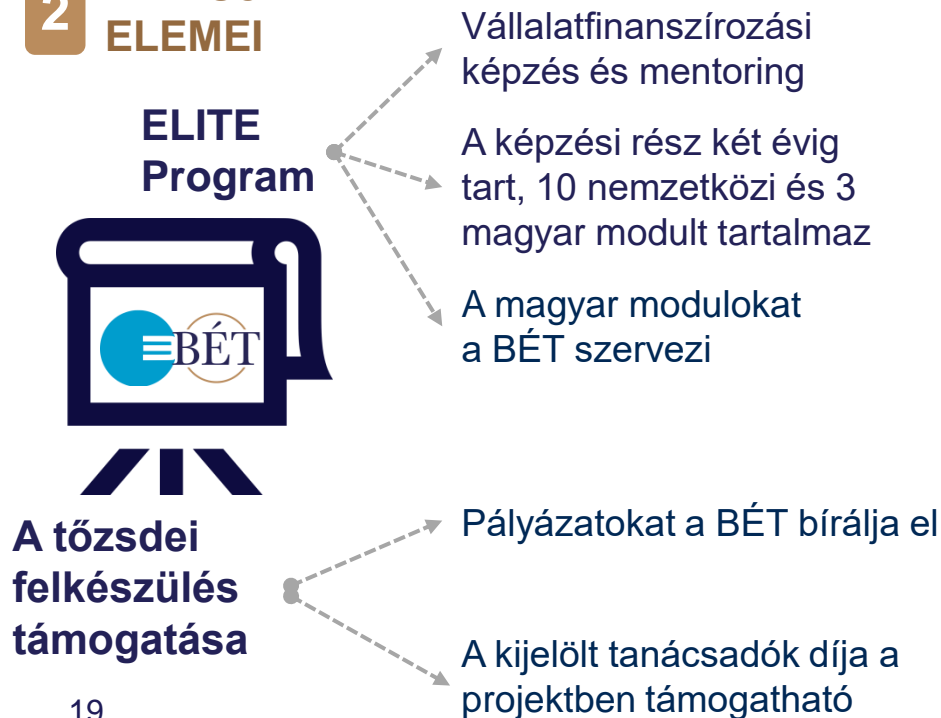 2
ELEMEI
ELITE
Program
Vállalatfinanszírozási
képzés és mentoring
A képzési rész két évig
tart, 10 nemzetközi és 3
magyar modult tartalmaz
A magyar modulokat
a BÉT szervezi
BÉT
A tőzsdei
felkészülés
támogatása
Pályázatokat a BÉT bírálja el
A kijelölt tanácsadók díja a
projektben támogatható
19